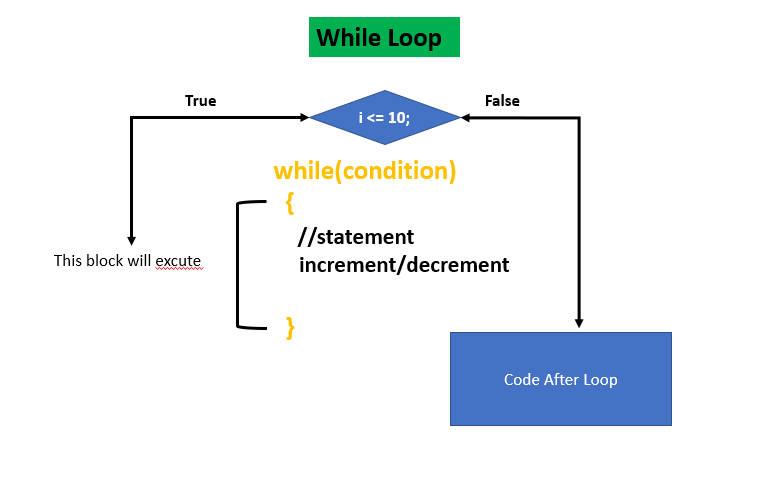 While Loop
True
False
i <= 10;
while(condition)
{
//statement
increment/decrement
This block will excute
}
Code After Loop